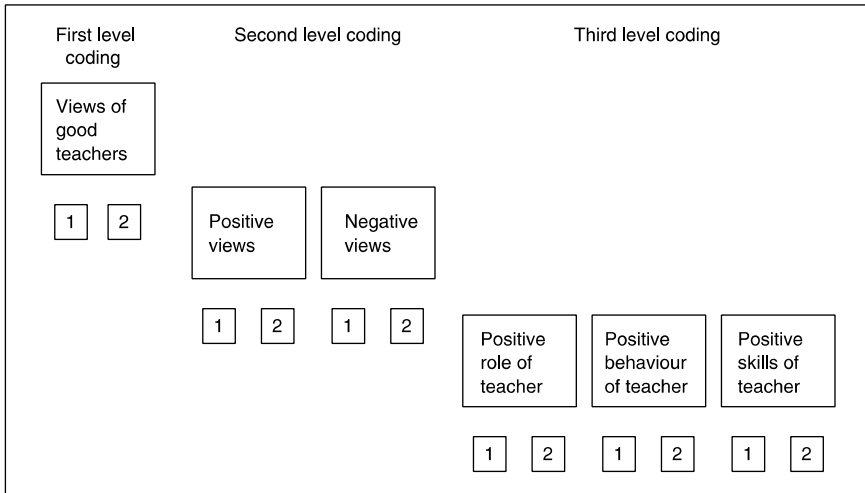 First level
coding
Second level coding
Third level coding
Views of
good
teachers
1 2
Positive
views
Negative
views
1 2 1 2
Positive
role of
teacher
Positive
behaviour
of teacher
Positive
skills of
teacher
1 2 1 2 1 2